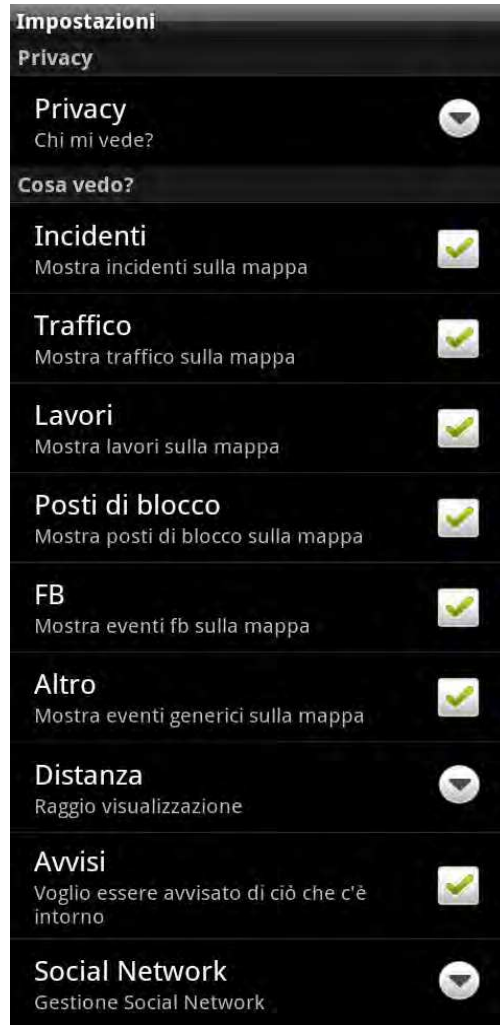 Impostazioni
Privacy
Privacy
Chi mi vede?
Cosa vedo?
Incidenti
Mostra incidenti sulla mappa
Traffico
Mostra traffico sulla mappa
Lavori
Mostra lavori sulla mappa
Posti di blocco
Mostra posti di blocco sulla mappa
FB
Mostra eventi fb sulla mappa
Altro
Mostra eventi generici sulla mappa
Distanza
Raggio visualizzazione
Avvisi
Voglio essere avvisato di ciò che c'è
intorno
Social Network
Gestione Social Network